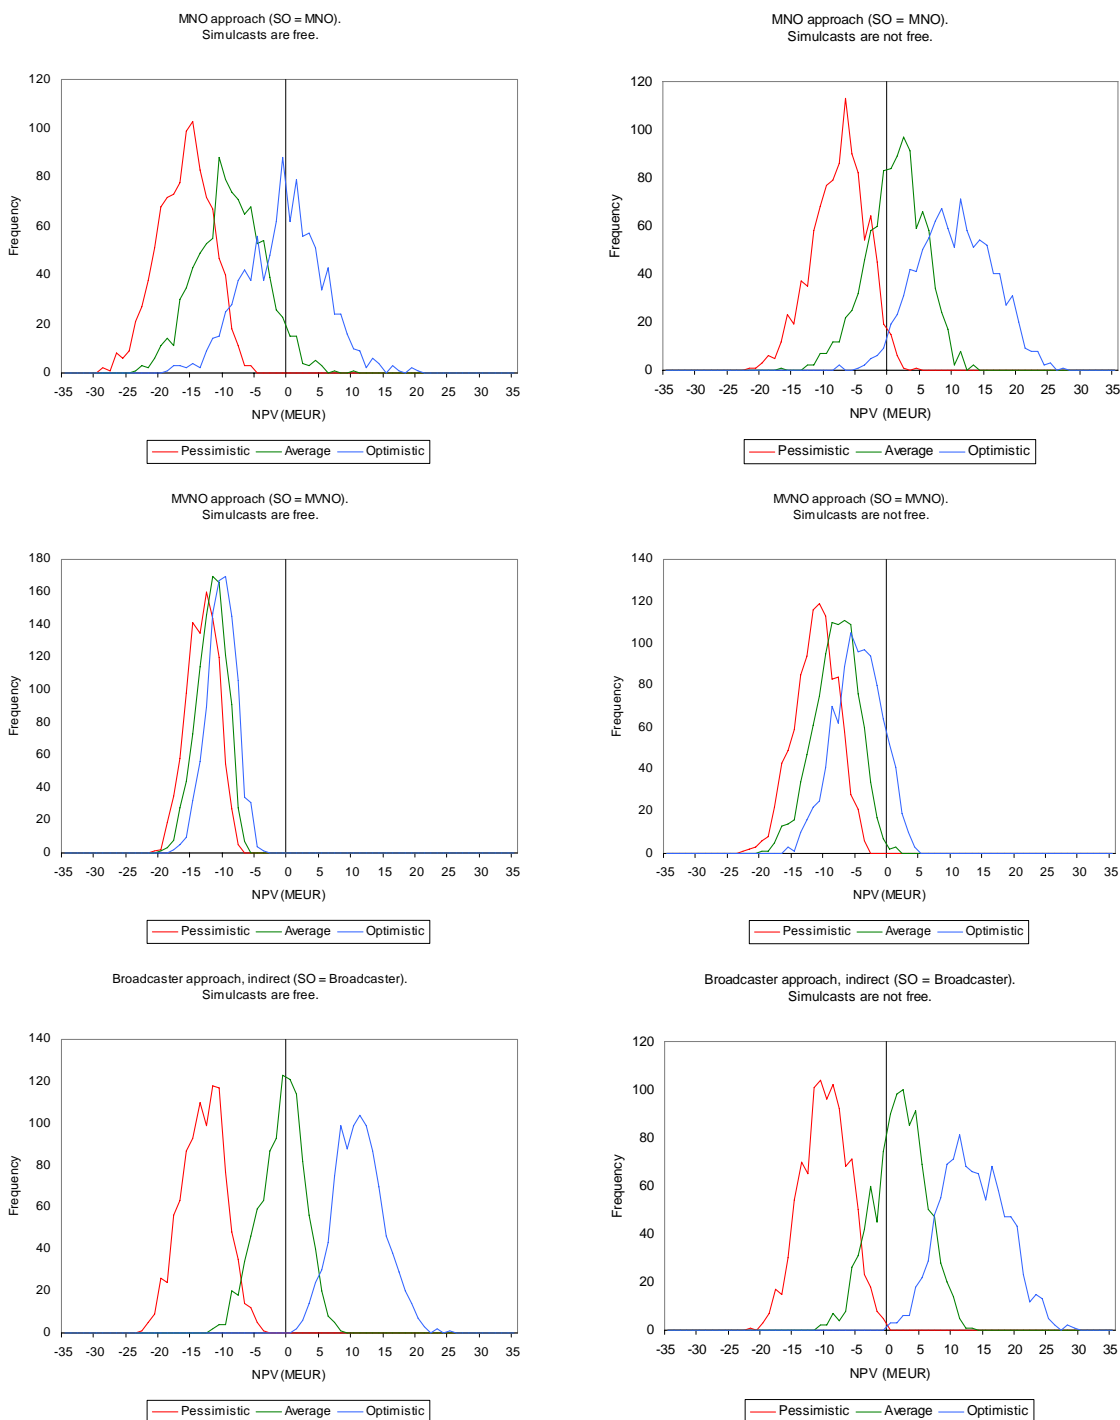 MNO approach (SO = MNO).
Simulcasts are free.
120
100
80
60
40
20
0
Frequency
-35 -30 -25 -20 -15 -10 -5 0 5 10 15 20 25 30 35
NPV (MEUR)
Pessimistic Average Optimistic
MNO approach (SO = MNO).
Simulcasts are not free.
120
100
80
60
40
20
0
Frequency
-35 -30 -25 -20 -15 -10 -5 0 5 10 15 20 25 30 35
NPV (MEUR)
Pessimistic Average Optimistic
MVNO approach (SO = MVNO).
Simulcasts are free.
180
160
140
120
100
80
60
40
20
0
Frequency
-35 -30 -25 -20 -15 -10 -5 0 5 10 15 20 25 30 35
NPV (MEUR)
Pessimistic Average Optimistic
MVNO approach (SO = MVNO).
Simulcasts are not free.
140
120
100
80
60
40
20
0
Frequency
-35 -30 -25 -20 -15 -10 -5 0 5 10 15 20 25 30 35
NPV (MEUR)
Pessimistic Average Optimistic
Broadcaster approach, indirect (SO = Broadcaster).
Simulcasts are free.
140
120
100
80
60
40
20
0
Frequency
-35 -30 -25 -20 -15 -10 -5 0 5 10 15 20 25 30 35
NPV (MEUR)
Pessimistic Average Optimistic
Broadcaster approach, indirect (SO = Broadcaster).
Simulcasts are not free.
120
100
80
60
40
20
0
Frequency
-35 -30 -25 -20 -15 -10 -5 0 5 10 15 20 25 30 35
NPV (MEUR)
Pessimistic Average Optimistic